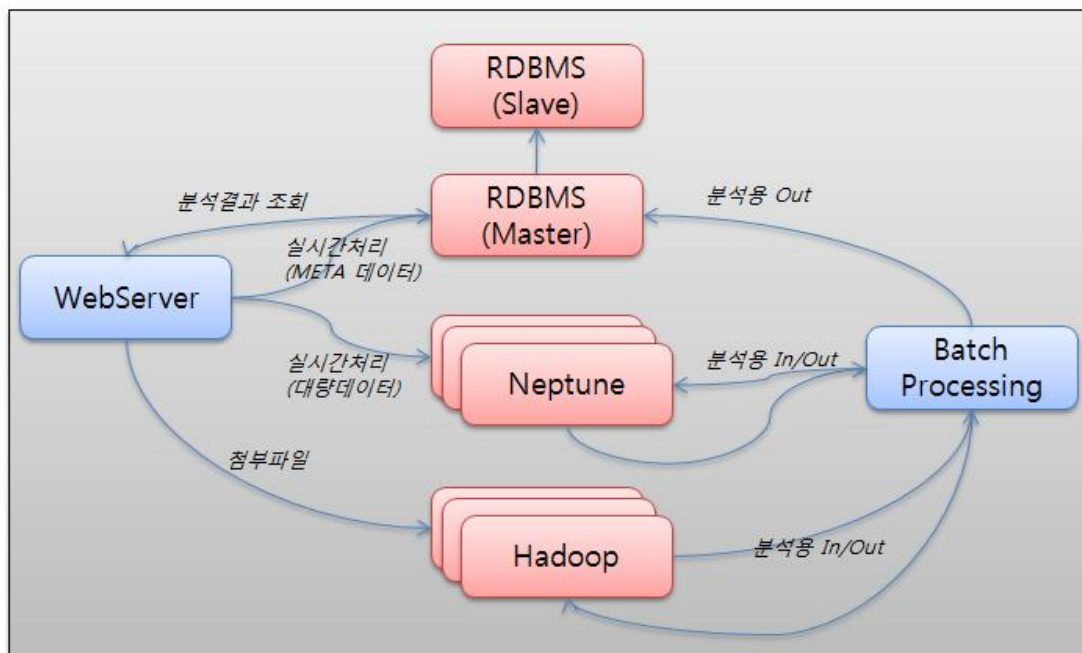 RDBMS
(Slave)
분석결과 조회
RDBMS
(Master)
분석용 Out
실시간처리
(META 데이터)
WebServer
실시간처리
(대량데이터)
Neptune
분석용 In/Out
Batch
Processing
첨부파일
Hadoop
분석용 In/Out